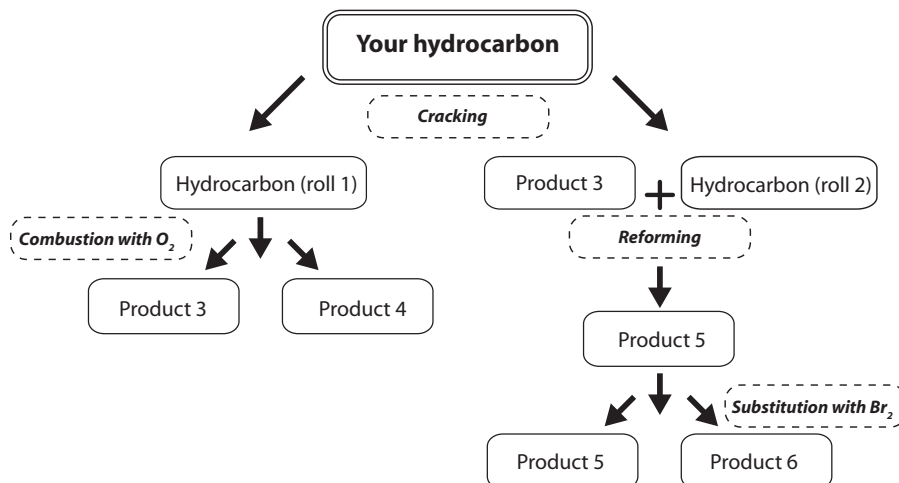 Your hydrocarbon
Cracking
Hydrocarbon (roll 1)
Product 3
+
Hydrocarbon (roll 2)
Combustion with O₂
Reforming
Product 3
Product 4
Product 5
Substitution with Br₂
Product 5
Product 6